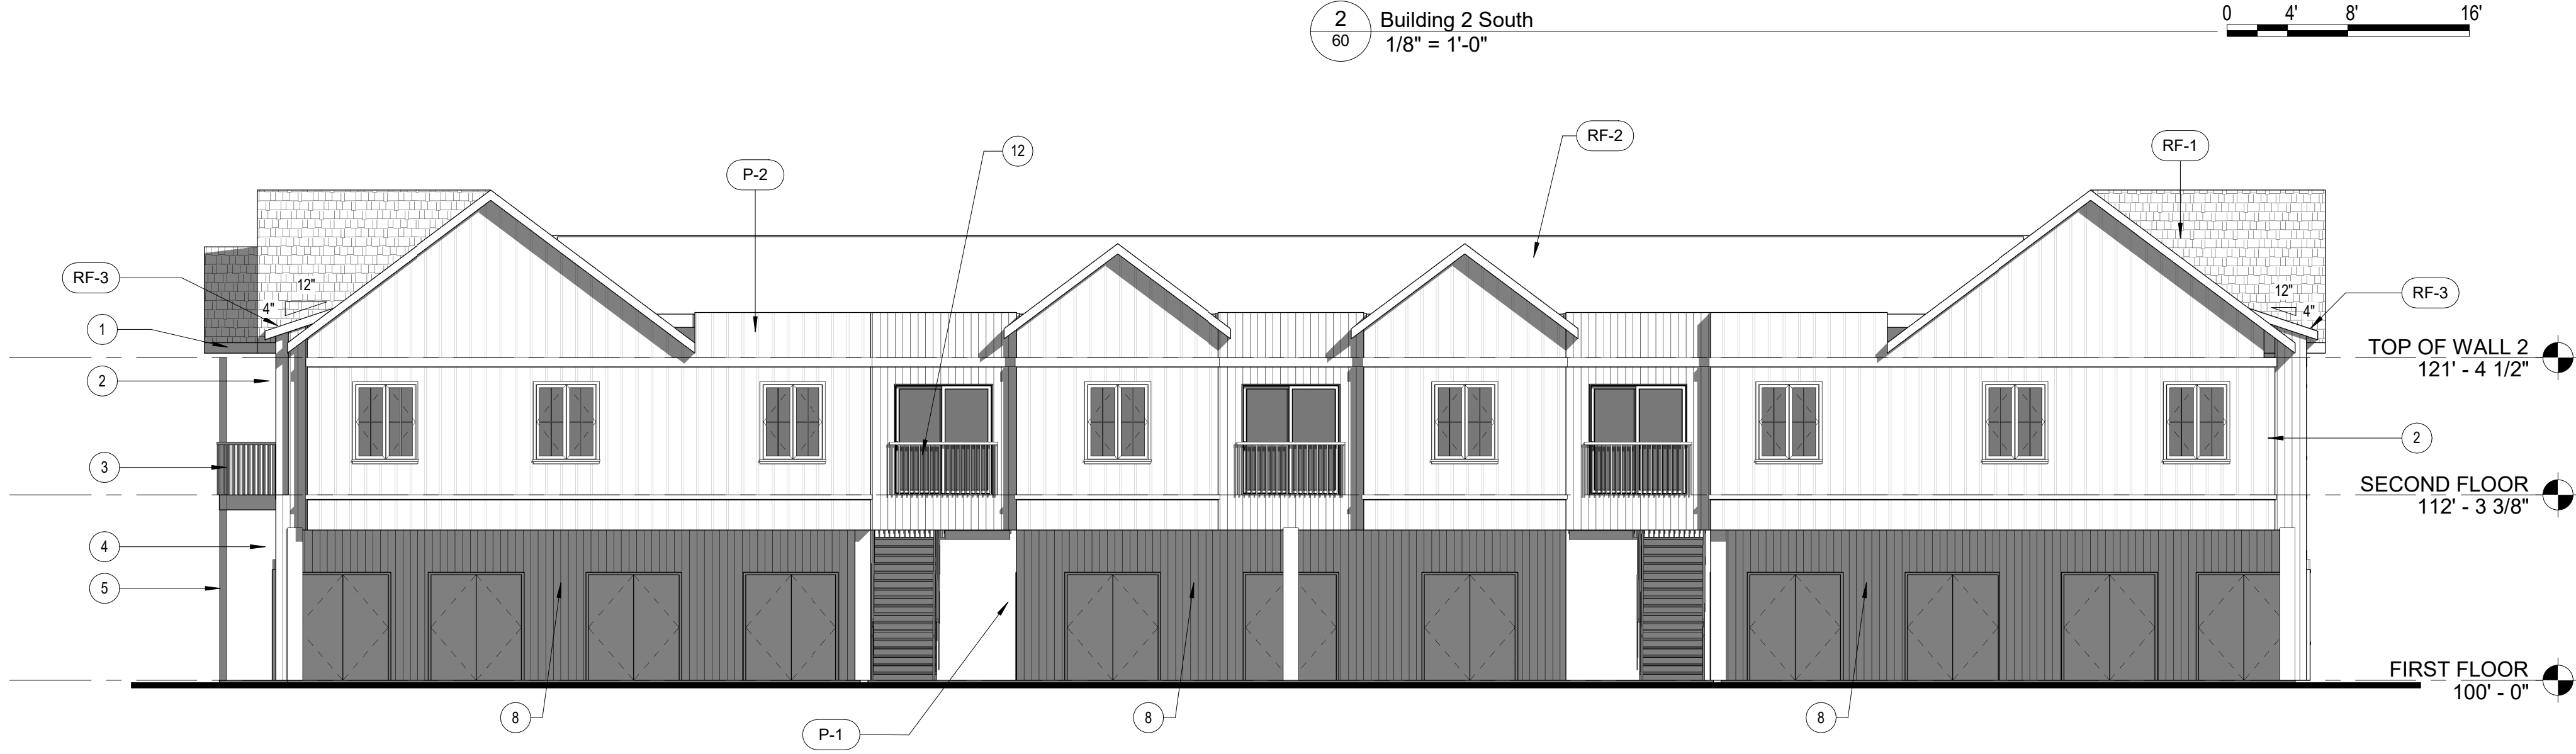 2
60
Building 2 South
1/8" = 1'-0"
0 4' 8' 16'
RF-2
12
RF-1
P-2
RF-3
12"
4"
12"
4"
RF-3
1
TOP OF WALL 2
121' - 4 1/2"
2
2
3
SECOND FLOOR
112' - 3 3/8"
4
5
FIRST FLOOR
100' - 0"
8
8
8
P-1